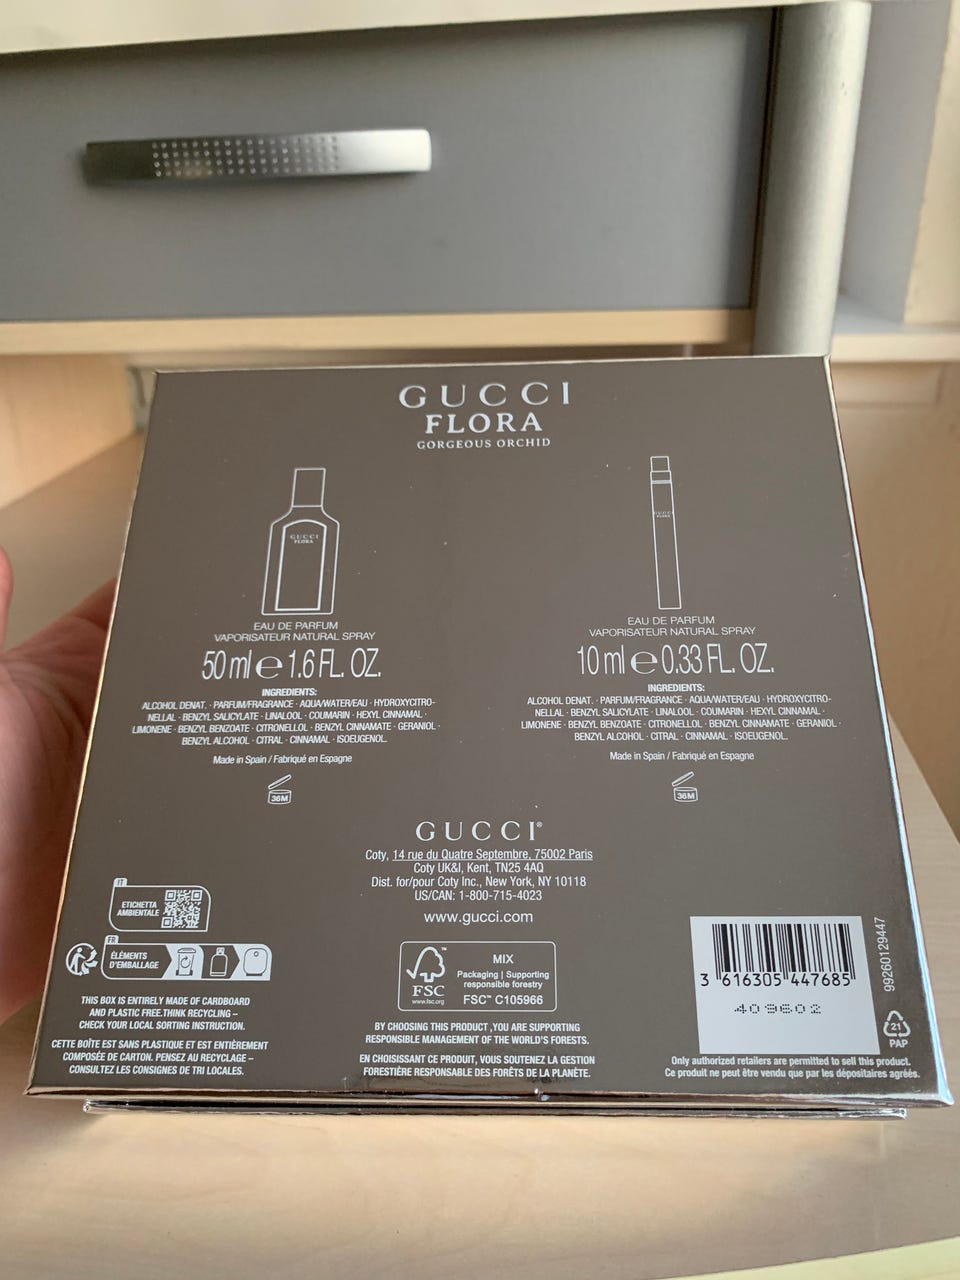 GUCCI
FLORA
GORGEOUS ORCHID
GUCCI
FLORA
EAU DE PARFUM
VAPORISATEUR NATURAL SPRAY
50 ml e 1.6 FL. OZ.
INGREDIENTS:
ALCOHOL DENAT. · PARFUM/FRAGRANCE · AQUA/WATER/EAU · HYDROXYCITRO-
NELLAL · BENZYL SALICYLATE · LINALOOL · COUMARIN · HEXYL CINNAMAL ·
LIMONENE · BENZYL BENZOATE · CITRONELLOL · BENZYL CINNAMATE · GERANIOL ·
BENZYL ALCOHOL · CITRAL · CINNAMAL · ISOEUGENOL.
Made in Spain / Fabriqué en Espagne
36M
GUCCI
FLORA
EAU DE PARFUM
VAPORISATEUR NATURAL SPRAY
10 ml e 0.33 FL. OZ.
INGREDIENTS:
ALCOHOL DENAT. · PARFUM/FRAGRANCE · AQUA/WATER/EAU · HYDROXYCITRO-
NELLAL · BENZYL SALICYLATE · LINALOOL · COUMARIN · HEXYL CINNAMAL ·
LIMONENE · BENZYL BENZOATE · CITRONELLOL · BENZYL CINNAMATE · GERANIOL ·
BENZYL ALCOHOL · CITRAL · CINNAMAL · ISOEUGENOL.
Made in Spain / Fabriqué en Espagne
36M
GUCCI®
Coty, 14 rue du Quatre Septembre, 75002 Paris
Coty UK&I, Kent, TN25 4AQ
Dist. for/pour Coty Inc., New York, NY 10118
US/CAN: 1-800-715-4023
www.gucci.com
IT
ETICHETTA
AMBIENTALE
FR
ÉLÉMENTS
D'EMBALLAGE
THIS BOX IS ENTIRELY MADE OF CARDBOARD
AND PLASTIC FREE.THINK RECYCLING –
CHECK YOUR LOCAL SORTING INSTRUCTION.
CETTE BOÎTE EST SANS PLASTIQUE ET EST ENTIÈREMENT
COMPOSÉE DE CARTON. PENSEZ AU RECYCLAGE –
CONSULTEZ LES CONSIGNES DE TRI LOCALES.
FSC™
www.fsc.org
MIX
Packaging | Supporting
responsible forestry
FSC™ C105966
BY CHOOSING THIS PRODUCT ,YOU ARE SUPPORTING
RESPONSIBLE MANAGEMENT OF THE WORLD'S FORESTS.
EN CHOISISSANT CE PRODUIT, VOUS SOUTENEZ LA GESTION
FORESTIÈRE RESPONSABLE DES FORÊTS DE LA PLANÈTE.
3 616305 447685
409602
99260129447
21
PAP
Only authorized retailers are permitted to sell this product.
Ce produit ne peut être vendu que par les dépositaires agréés.